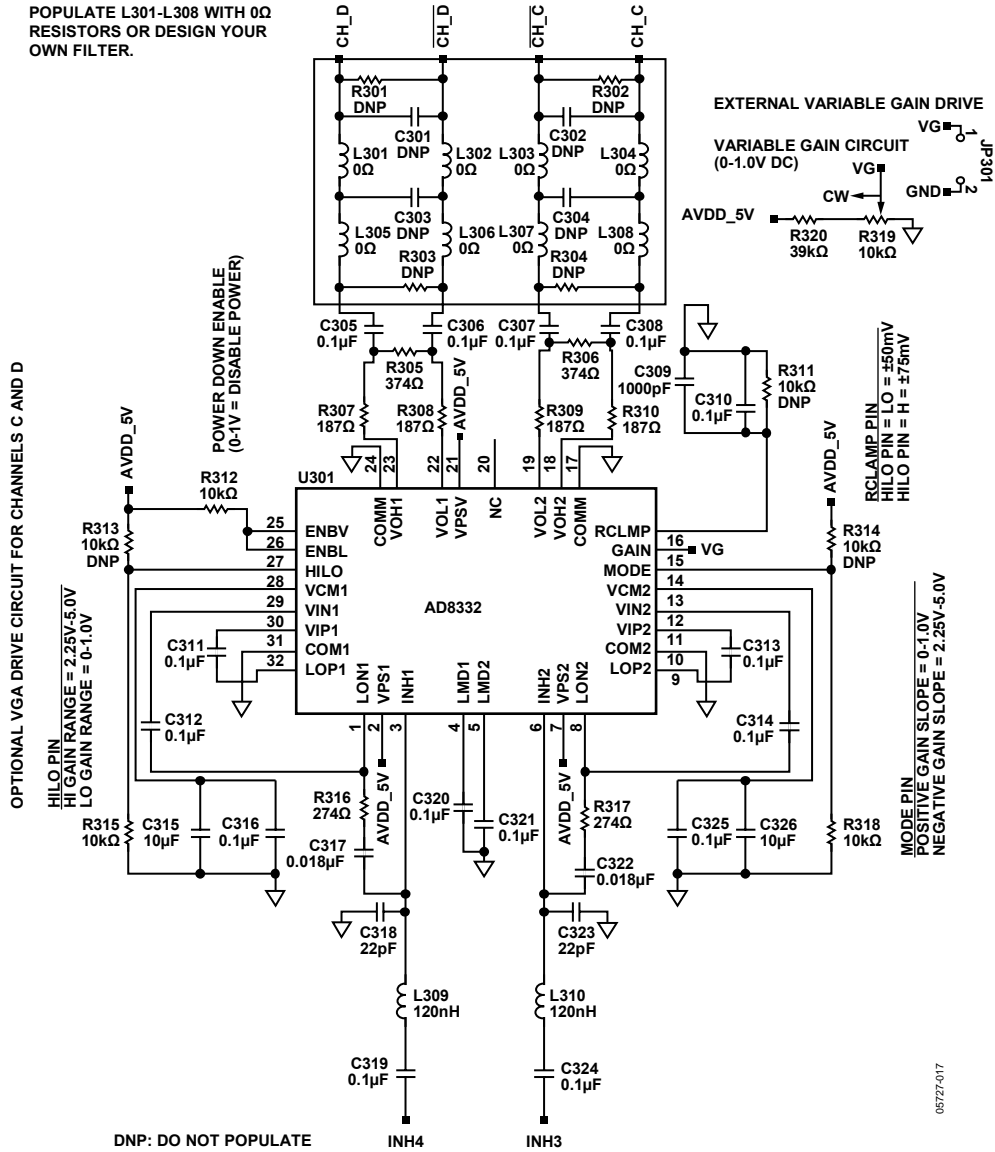 POPULATE L301-L308 WITH 0Ω
RESISTORS OR DESIGN YOUR
OWN FILTER.
CH_D
CH_D
CH_C
CH_C
R301
DNP
R302
DNP
C301
DNP
C302
DNP
L301
0Ω
L302
0Ω
L303
0Ω
L304
0Ω
C303
DNP
C304
DNP
L305
0Ω
L306
0Ω
L307
0Ω
L308
0Ω
R303
DNP
R304
DNP
EXTERNAL VARIABLE GAIN DRIVE
VG
1
JP301
GND
2
VARIABLE GAIN CIRCUIT
(0-1.0V DC)
VG
CW
AVDD_5V
R320
39kΩ
R319
10kΩ
C305
0.1µF
C306
0.1µF
C307
0.1µF
C308
0.1µF
R305
374Ω
R306
374Ω
R307
187Ω
R308
187Ω
AVDD_5V
R309
187Ω
R310
187Ω
C309
1000pF
C310
0.1µF
R311
10kΩ
DNP
RCLAMP PIN
HILO PIN = LO = ±50mV
HILO PIN = H = ±75mV
OPTIONAL VGA DRIVE CIRCUIT FOR CHANNELS C AND D
POWER DOWN ENABLE
(0-1V = DISABLE POWER)
AVDD_5V
R312
10kΩ
R313
10kΩ
DNP
AVDD_5V
R314
10kΩ
DNP
U301
24
23
22
21
20
19
18
17
COMM
VOH1
VOL1
VPSV
NC
VOL2
VOH2
COMM
25
ENBV
26
ENBL
27
HILO
28
VCM1
29
VIN1
30
VIP1
31
COM1
32
LOP1
AD8332
RCLMP
GAIN
16
VG
MODE
15
VCM2
14
VIN2
13
VIP2
12
COM2
11
LOP2
10
9
LON1
VPS1
INH1
LMD1
LMD2
INH2
VPS2
LON2
1
2
3
4
5
6
7
8
C311
0.1µF
C312
0.1µF
C313
0.1µF
C314
0.1µF
HILO PIN
HI GAIN RANGE = 2.25V-5.0V
LO GAIN RANGE = 0-1.0V
R315
10kΩ
C315
10µF
C316
0.1µF
R316
274Ω
AVDD_5V
C317
0.018µF
C320
0.1µF
C321
0.1µF
AVDD_5V
R317
274Ω
C322
0.018µF
C325
0.1µF
C326
10µF
R318
10kΩ
MODE PIN
POSITIVE GAIN SLOPE = 0-1.0V
NEGATIVE GAIN SLOPE = 2.25V-5.0V
C318
22pF
C323
22pF
L309
120nH
L310
120nH
C319
0.1µF
C324
0.1µF
INH4
INH3
DNP: DO NOT POPULATE
05727-017